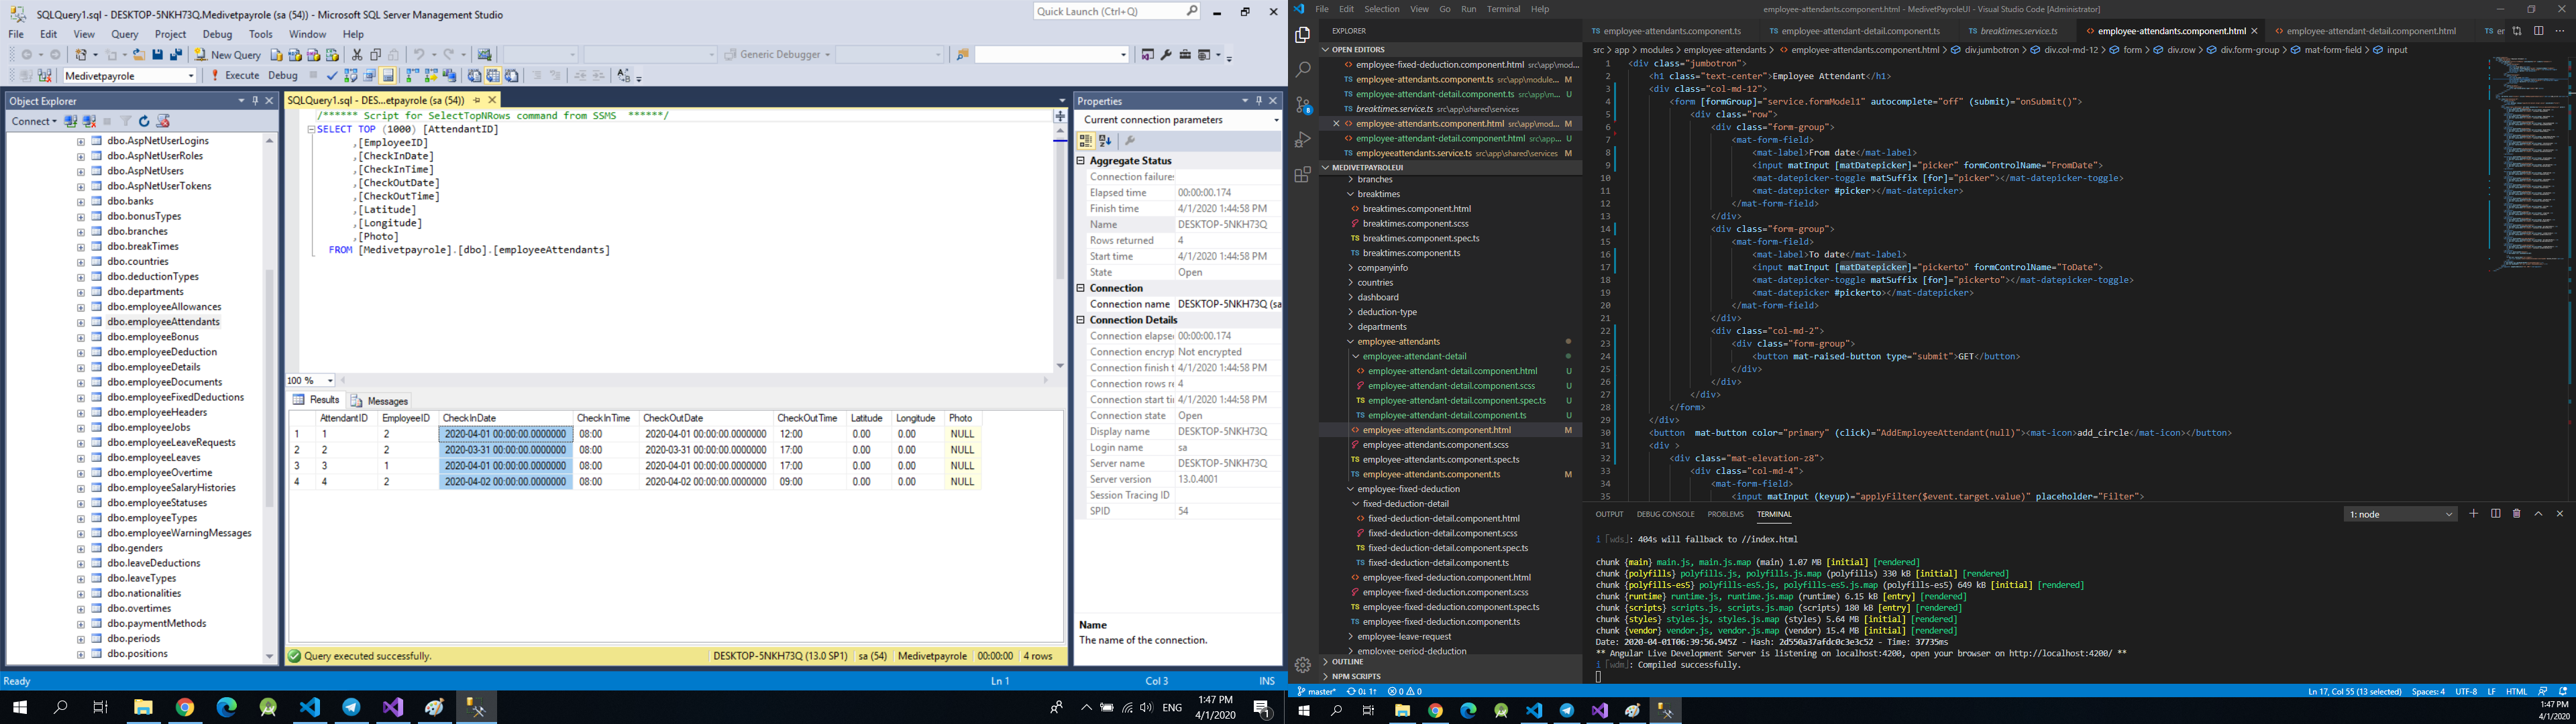 SQLQuery1.sql - DESKTOP-5NKH73Q.Medivetpayrole (sa (54)) - Microsoft SQL Server Management Studio
Quick Launch (Ctrl+Q)
File Edit View Query Project Debug Tools Window Help
New Query
Generic Debugger
Medivetpayrole
Execute Debug
Object Explorer
Connect
dbo.AspNetUserLogins
dbo.AspNetUserRoles
dbo.AspNetUsers
dbo.AspNetUserTokens
dbo.banks
dbo.bonusTypes
dbo.branches
dbo.breakTimes
dbo.countries
dbo.deductionTypes
dbo.departments
dbo.employeeAllowances
dbo.employeeAttendants
dbo.employeeBonus
dbo.employeeDeduction
dbo.employeeDetails
dbo.employeeDocuments
dbo.employeeFixedDeductions
dbo.employeeHeaders
dbo.employeeJobs
dbo.employeeLeaveRequests
dbo.employeeLeaves
dbo.employeeOvertime
dbo.employeeSalaryHistories
dbo.employeeStatuses
dbo.employeeTypes
dbo.employeeWarningMessages
dbo.genders
dbo.leaveDeductions
dbo.leaveTypes
dbo.nationalities
dbo.overtimes
dbo.paymentMethods
dbo.periods
dbo.positions
SQLQuery1.sql - DES...etpayrole (sa (54))
/****** Script for SelectTopNRows command from SSMS ******/
SELECT TOP (1000) [AttendantID]
,[EmployeeID]
,[CheckInDate]
,[CheckInTime]
,[CheckOutDate]
,[CheckOutTime]
,[Latitude]
,[Longitude]
,[Photo]
FROM [Medivetpayrole].[dbo].[employeeAttendants]
100 %
Results Messages
AttendantID EmployeeID CheckInDate CheckInTime CheckOutDate CheckOutTime Latitude Longitude Photo
1 1 2 2020-04-01 00:00:00.0000000 08:00 2020-04-01 00:00:00.0000000 12:00 0.00 0.00 NULL
2 2 2 2020-03-31 00:00:00.0000000 08:00 2020-03-31 00:00:00.0000000 17:00 0.00 0.00 NULL
3 3 1 2020-04-01 00:00:00.0000000 08:00 2020-04-01 00:00:00.0000000 17:00 0.00 0.00 NULL
4 4 2 2020-04-02 00:00:00.0000000 08:00 2020-04-02 00:00:00.0000000 09:00 0.00 0.00 NULL
Query executed successfully.
DESKTOP-5NKH73Q (13.0 SP1) sa (54) Medivetpayrole 00:00:00 4 rows
Properties
Current connection parameters
Aggregate Status
Connection failures
Elapsed time 00:00:00.174
Finish time 4/1/2020 1:44:58 PM
Name DESKTOP-5NKH73Q
Rows returned 4
Start time 4/1/2020 1:44:58 PM
State Open
Connection
Connection name DESKTOP-5NKH73Q (sa
Connection Details
Connection elapse 00:00:00.174
Connection encryp Not encrypted
Connection finish t 4/1/2020 1:44:58 PM
Connection rows re 4
Connection start tir 4/1/2020 1:44:58 PM
Connection state Open
Display name DESKTOP-5NKH73Q
Login name sa
Server name DESKTOP-5NKH73Q
Server version 13.0.4001
Session Tracing ID
SPID 54
Name
The name of the connection.
Ready Ln 1 Col 3 INS
ENG
1:47 PM
4/1/2020
File Edit Selection View Go Run Terminal Help
employee-attendants.component.html - MedivetPayroleUI - Visual Studio Code [Administrator]
EXPLORER
OPEN EDITORS
employee-fixed-deduction.component.html src\app\mod...
employee-attendants.component.ts src\app\module... M
employee-attendant-detail.component.ts src\app\m... U
breaktimes.service.ts src\app\shared\services
employee-attendants.component.html src\app\mod... M
employee-attendant-detail.component.html src\app... U
employeeattendants.service.ts src\app\shared\services M
MEDIVETPAYROLEUI
branches
breaktimes
breaktimes.component.html
breaktimes.component.scss
breaktimes.component.spec.ts
breaktimes.component.ts
companyinfo
countries
dashboard
deduction-type
departments
employee-attendants
employee-attendant-detail
employee-attendant-detail.component.html U
employee-attendant-detail.component.scss U
employee-attendant-detail.component.spec.ts U
employee-attendant-detail.component.ts U
employee-attendants.component.html M
employee-attendants.component.scss
employee-attendants.component.spec.ts
employee-attendants.component.ts M
employee-fixed-deduction
fixed-deduction-detail
fixed-deduction-detail.component.html
fixed-deduction-detail.component.scss
fixed-deduction-detail.component.spec.ts
fixed-deduction-detail.component.ts
employee-fixed-deduction.component.html
employee-fixed-deduction.component.scss
employee-fixed-deduction.component.spec.ts
employee-fixed-deduction.component.ts
employee-leave-request
employee-period-deduction
OUTLINE
NPM SCRIPTS
employee-attendants.component.ts employee-attendant-detail.component.ts breaktimes.service.ts employee-attendants.component.html employee-attendant-detail.component.html
src > app > modules > employee-attendants > employee-attendants.component.html > div.jumbotron > div.col-md-12 > form > div.row > div.form-group > mat-form-field > input
1 <div class="jumbotron">
2 <h1 class="text-center">Employee Attendant</h1>
3 <div class="col-md-12">
4 <form [formGroup]="service.formModel1" autocomplete="off" (submit)="onSubmit()">
5 <div class="row">
6 <div class="form-group">
7 <mat-form-field>
8 <mat-label>From date</mat-label>
9 <input matInput [matDatepicker]="picker" formControlName="FromDate">
10 <mat-datepicker-toggle matSuffix [for]="picker"></mat-datepicker-toggle>
11 <mat-datepicker #picker></mat-datepicker>
12 </mat-form-field>
13 </div>
14 <div class="form-group">
15 <mat-form-field>
16 <mat-label>To date</mat-label>
17 <input matInput [matDatepicker]="pickerto" formControlName="ToDate">
18 <mat-datepicker-toggle matSuffix [for]="pickerto"></mat-datepicker-toggle>
19 <mat-datepicker #pickerto></mat-datepicker>
20 </mat-form-field>
21 </div>
22 <div class="col-md-2">
23 <div class="form-group">
24 <button mat-raised-button type="submit">GET</button>
25 </div>
26 </div>
27 </div>
28 </form>
29 </div>
30 <button mat-button color="primary" (click)="AddEmployeeAttendant(null)"><mat-icon>add_circle</mat-icon></button>
31 <div >
32 <div class="mat-elevation-z8">
33 <div class="col-md-4">
34 <mat-form-field>
35 <input matInput (keyup)="applyFilter($event.target.value)" placeholder="Filter">
OUTPUT DEBUG CONSOLE PROBLEMS TERMINAL 1: node
i ｢wds｣: 404s will fallback to //index.html
chunk {main} main.js, main.js.map (main) 1.07 MB [initial] [rendered]
chunk {polyfills} polyfills.js, polyfills.js.map (polyfills) 330 kB [initial] [rendered]
chunk {polyfills-es5} polyfills-es5.js, polyfills-es5.js.map (polyfills-es5) 649 kB [initial] [rendered]
chunk {runtime} runtime.js, runtime.js.map (runtime) 6.15 kB [entry] [rendered]
chunk {scripts} scripts.js, scripts.js.map (scripts) 180 kB [entry] [rendered]
chunk {styles} styles.js, styles.js.map (styles) 5.64 MB [initial] [rendered]
chunk {vendor} vendor.js, vendor.js.map (vendor) 15.4 MB [initial] [rendered]
Date: 2020-04-01T06:39:56.945Z - Hash: 2d550a37afdc0c3e3c52 - Time: 37735ms
** Angular Live Development Server is listening on localhost:4200, open your browser on http://localhost:4200/ **
i ｢wdm｣: Compiled successfully.
master* 0↓ 1↑ 0 0 Ln 17, Col 55 (13 selected) Spaces: 4 UTF-8 LF HTML
1:47 PM
4/1/2020